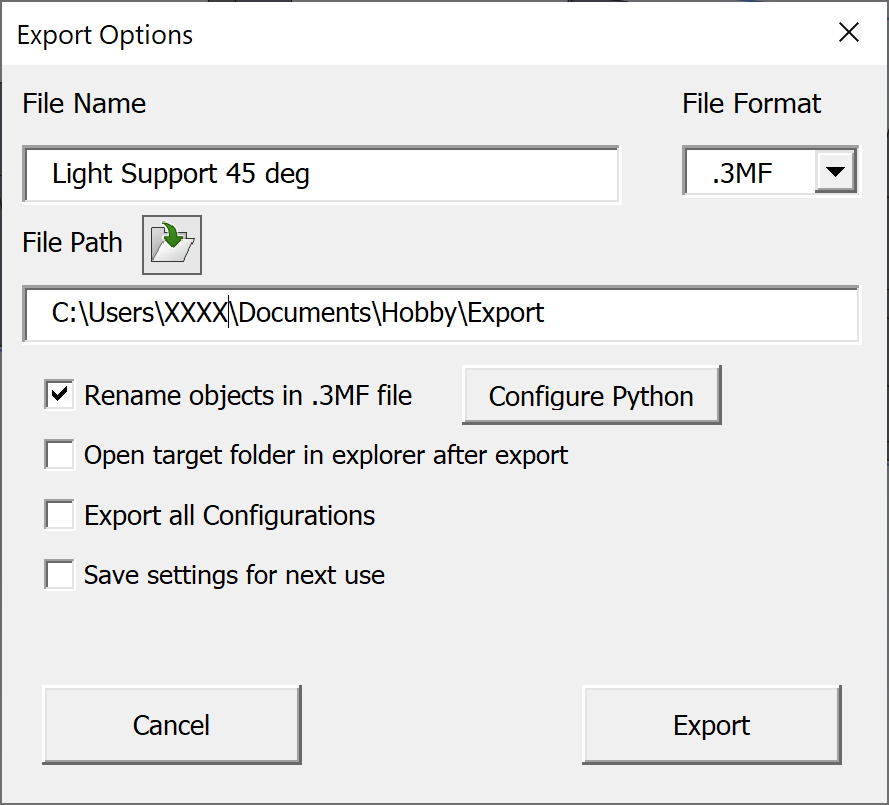 Export Options
File Name
File Format
Light Support 45 deg
.3MF
File Path
C:\Users\XXXX\Documents\Hobby\Export
Rename objects in .3MF file
Configure Python
Open target folder in explorer after export
Export all Configurations
Save settings for next use
Cancel
Export